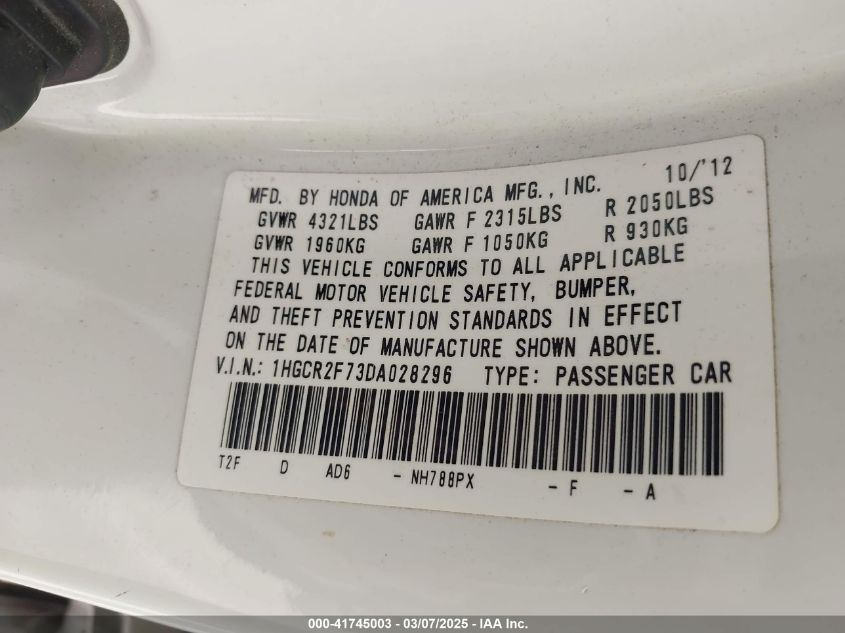 10/'12
MFD. BY HONDA OF AMERICA MFG., INC.
GVWR 4321LBS GAWR F 2315LBS R 2050LBS
GVWR 1960KG GAWR F 1050KG R 930KG
THIS VEHICLE CONFORMS TO ALL APPLICABLE
FEDERAL MOTOR VEHICLE SAFETY, BUMPER,
AND THEFT PREVENTION STANDARDS IN EFFECT
ON THE DATE OF MANUFACTURE SHOWN ABOVE.
V.I.N.: 1HGCR2F73DA028296 TYPE: PASSENGER CAR
T2F D AD6 - NH788PX - F - A
000-41745003 - 03/07/2025 - IAA Inc.